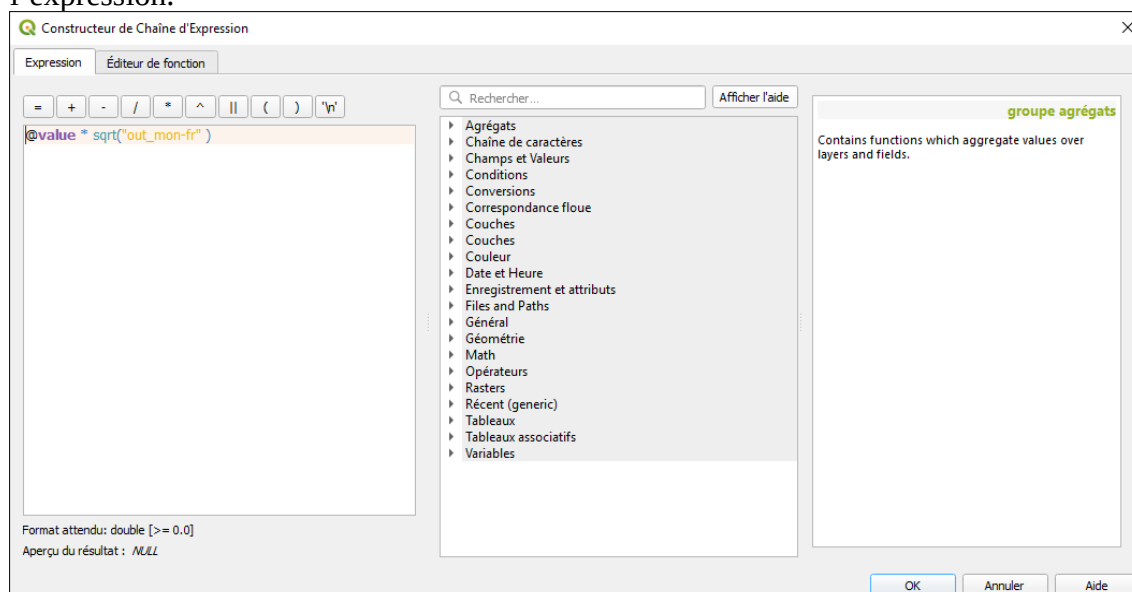 l'expression.
Constructeur de Chaîne d'Expression
Expression
Éditeur de fonction
= + - / * ^ || ( ) '\n'
@value * sqrt("out_mon-fr" )
Format attendu: double [>= 0.0]
Aperçu du résultat : NULL
Rechercher...
Afficher l'aide
Agrégats
Chaîne de caractères
Champs et Valeurs
Conditions
Conversions
Correspondance floue
Couches
Couches
Couleur
Date et Heure
Enregistrement et attributs
Files and Paths
Général
Géométrie
Math
Opérateurs
Rasters
Récent (generic)
Tableaux
Tableaux associatifs
Variables
groupe agrégats
Contains functions which aggregate values over
layers and fields.
OK
Annuler
Aide